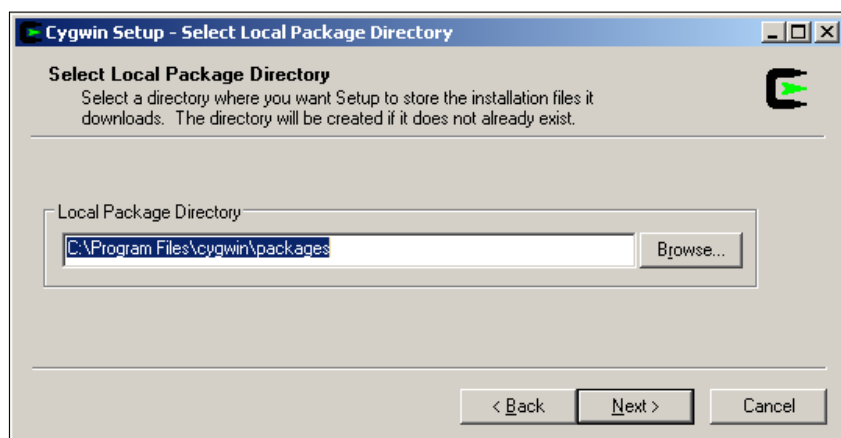 Cygwin Setup - Select Local Package Directory
Select Local Package Directory
Select a directory where you want Setup to store the installation files it
downloads. The directory will be created if it does not already exist.
Local Package Directory
C:\Program Files\cygwin\packages
Browse...
< Back
Next >
Cancel